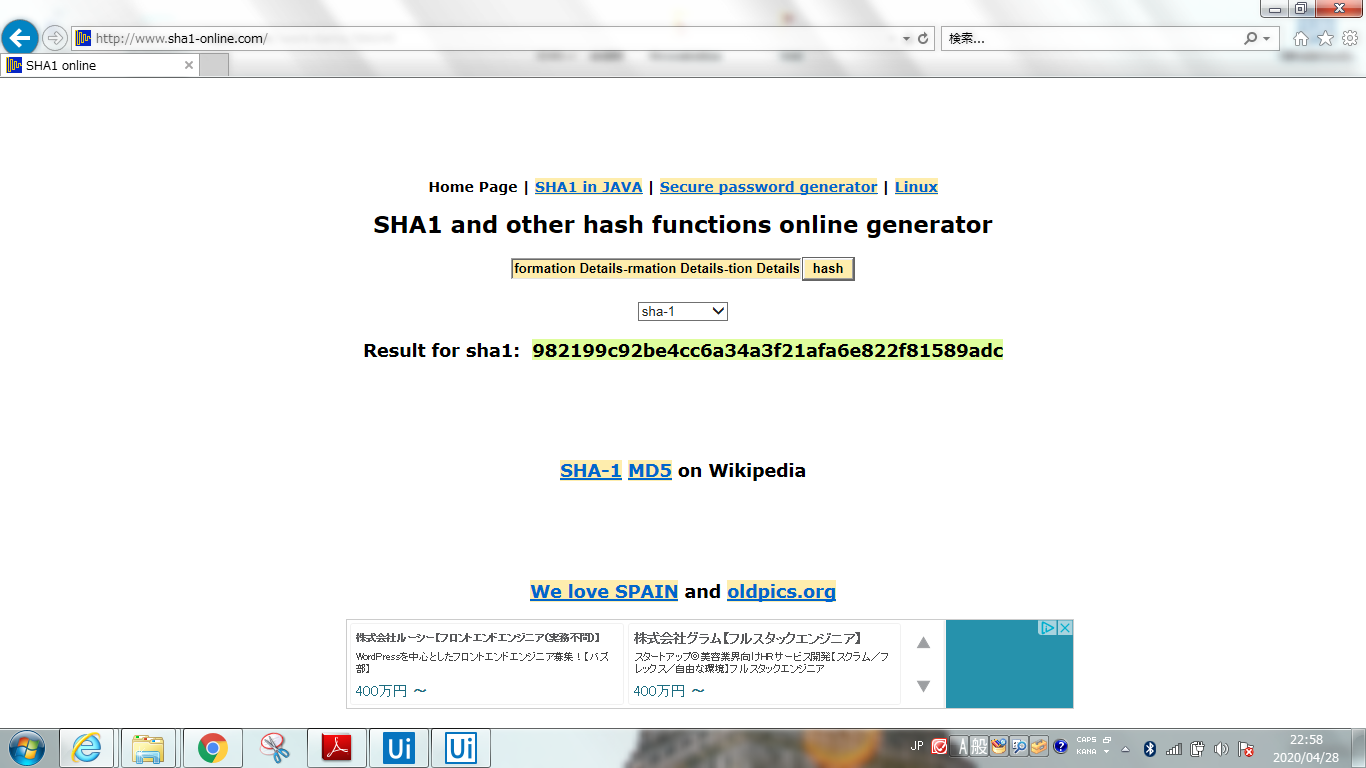 http://www.sha1-online.com/
検索...
SHA1 online
Home Page | SHA1 in JAVA | Secure password generator | Linux
SHA1 and other hash functions online generator
formation Details-rmation Details-tion Details hash
sha-1
Result for sha1: 982199c92be4cc6a34a3f21afa6e822f81589adc
SHA-1 MD5 on Wikipedia
We love SPAIN and oldpics.org
株式会社ルーシー【フロントエンドエンジニア(実務不問)】
WordPressを中心としたフロントエンドエンジニア募集！【バズ
部】
400万円 ～
株式会社グラム【フルスタックエンジニア】
スタートアップ◎美容業界向けHRサービス開発【スクラム／フ
レックス／自由な環境】フルスタックエンジニア
400万円 ～
Ui
Ui
JP
A 般
CAPS
KANA
22:58
2020/04/28